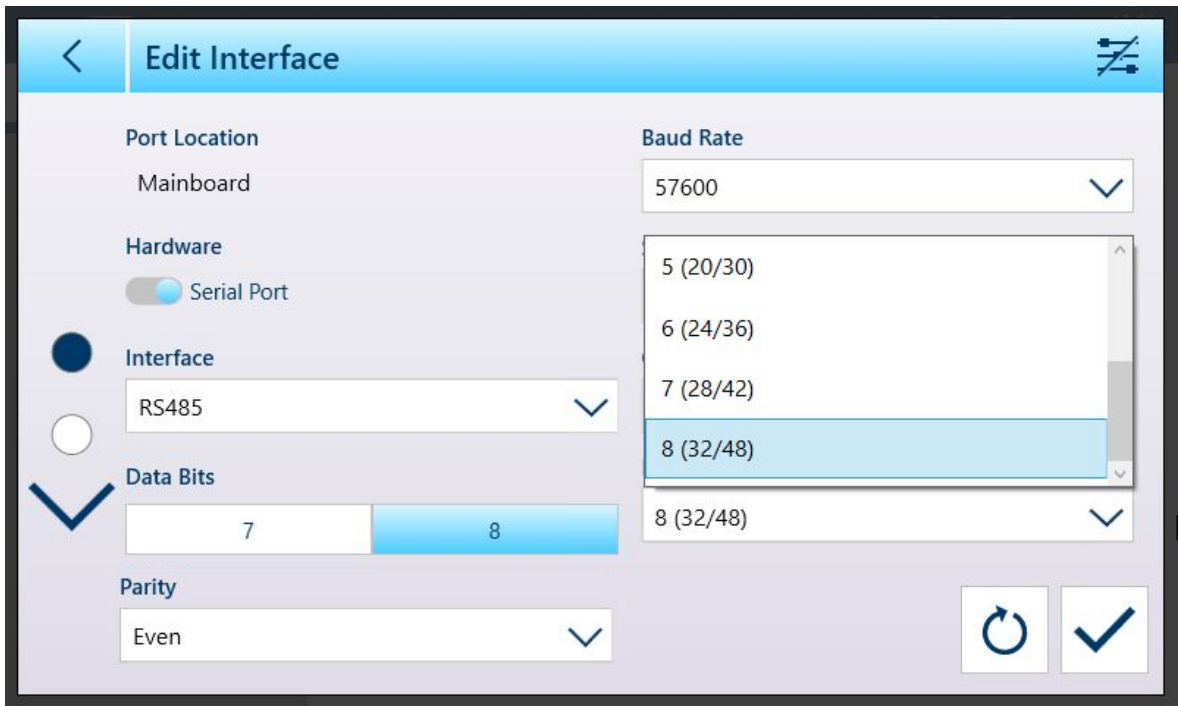 Edit Interface
Port Location
Mainboard
Hardware
Serial Port
Interface
RS485
Data Bits
7
8
Parity
Even
Baud Rate
57600
5 (20/30)
6 (24/36)
7 (28/42)
8 (32/48)
8 (32/48)